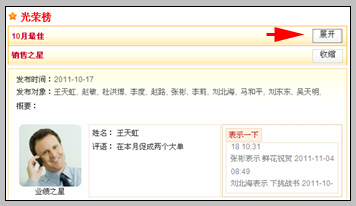 光荣榜
10月最佳 展开
销售之星 收缩
发布时间：2011-10-17
发布对象：王天虹, 赵敏, 杜洪博, 李度, 赵路, 张彬, 李莉, 刘北海, 马和平, 刘东东, 吴天明,
概要：
姓名： 王天虹
评语： 在本月促成两个大单
业绩之星
表示一下
18 10:31
张彬表示 鲜花祝贺 2011-11-04
08:49
刘北海表示 下挑战书 2011-10-